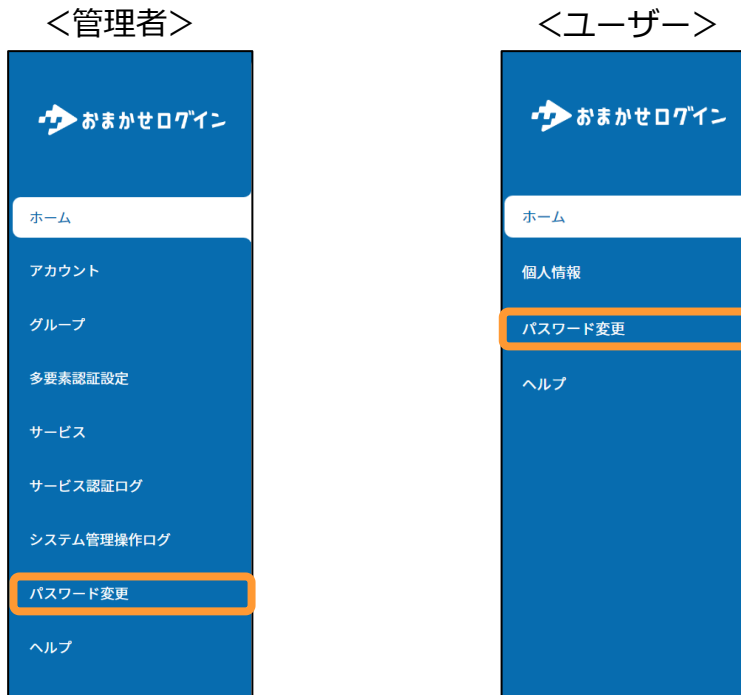 <管理者>
おまかせログイン
ホーム
アカウント
グループ
多要素認証設定
サービス
サービス認証ログ
システム管理操作ログ
パスワード変更
ヘルプ
<ユーザー>
おまかせログイン
ホーム
個人情報
パスワード変更
ヘルプ